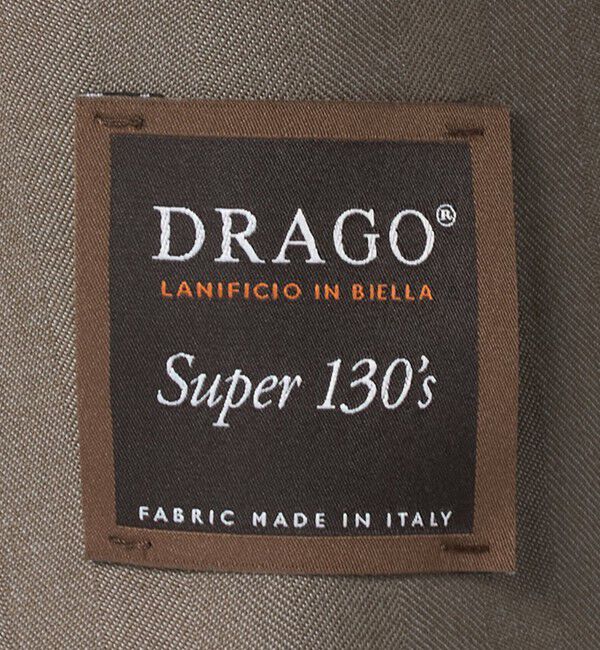 DRAGO®
LANIFICIO IN BIELLA
Super 130's
FABRIC MADE IN ITALY